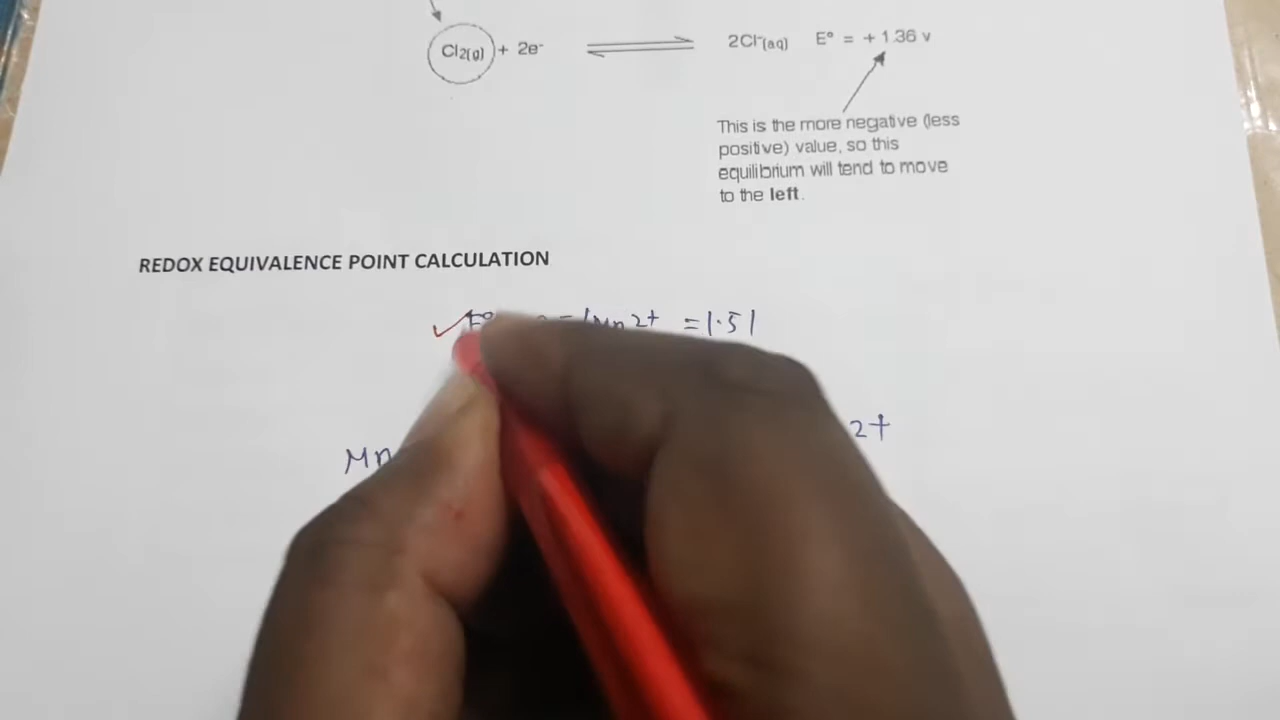 Cl2(g) + 2e- 2Cl-(aq) E° = + 1.36 v
This is the more negative (less
positive) value, so this
equilibrium will tend to move
to the left.
REDOX EQUIVALENCE POINT CALCULATION
E° Mn2+ = 1.51
Mn 2+